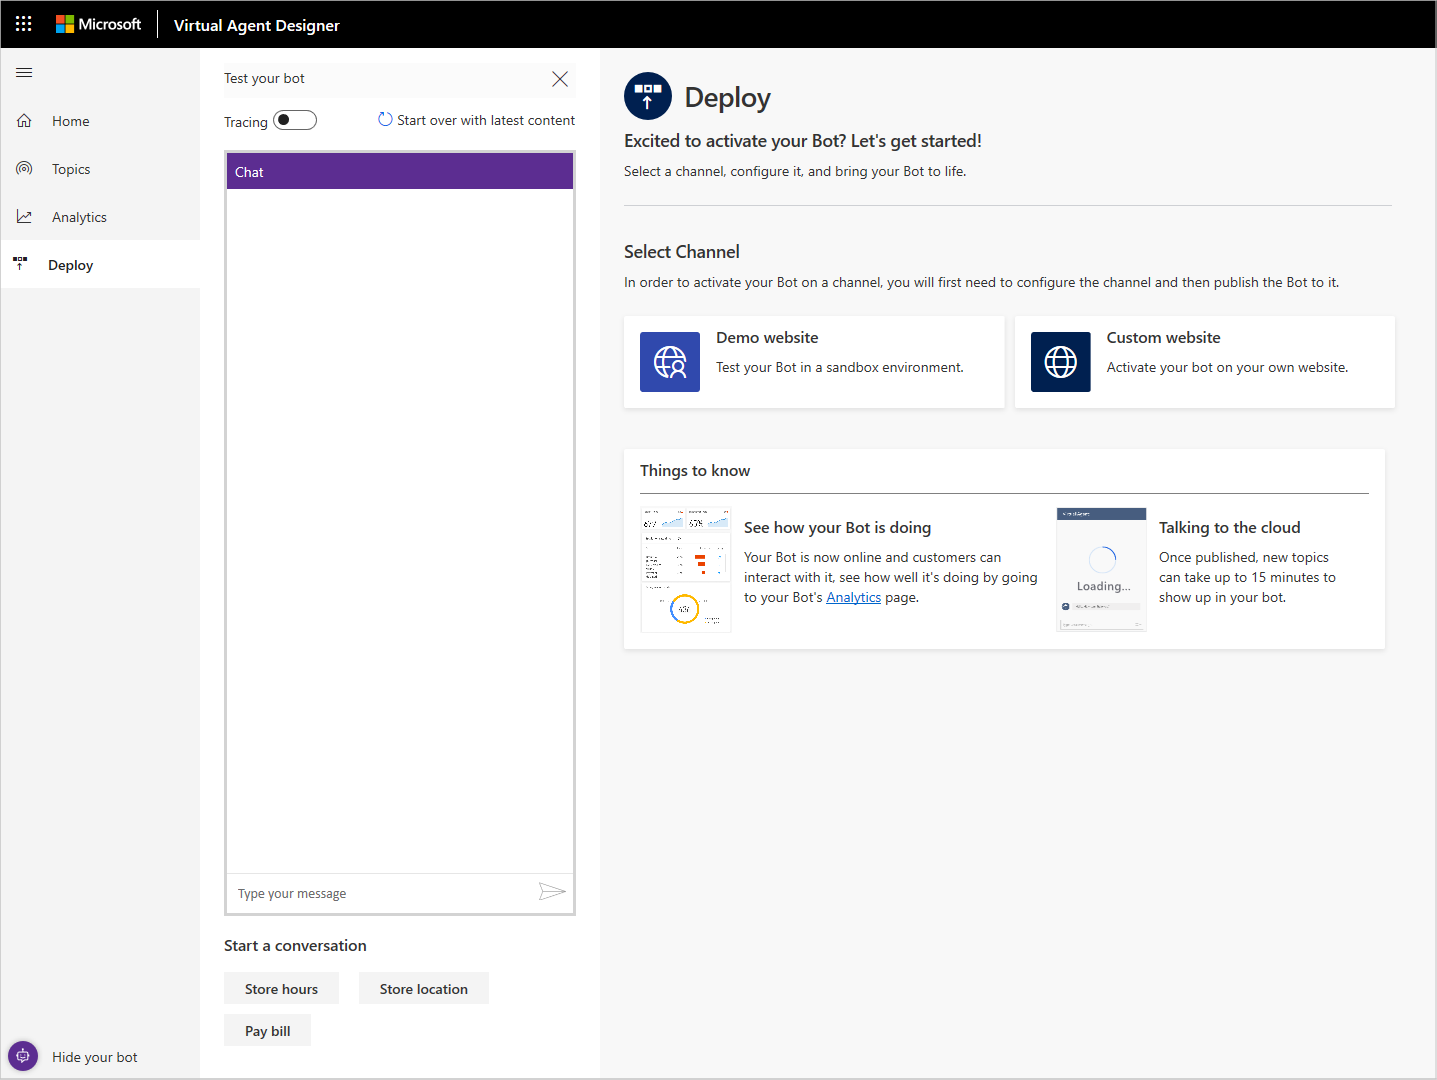 Microsoft
Virtual Agent Designer
Home
Topics
Analytics
Deploy
Hide your bot
Test your bot
Tracing
Start over with latest content
Chat
Type your message
Start a conversation
Store hours
Store location
Pay bill
Deploy
Excited to activate your Bot? Let's get started!
Select a channel, configure it, and bring your Bot to life.
Select Channel
In order to activate your Bot on a channel, you will first need to configure the channel and then publish the Bot to it.
Demo website
Test your Bot in a sandbox environment.
Custom website
Activate your bot on your own website.
Things to know
See how your Bot is doing
Your Bot is now online and customers can
interact with it, see how well it's doing by going
to your Bot's Analytics page.
Loading...
Talking to the cloud
Once published, new topics
can take up to 15 minutes to
show up in your bot.